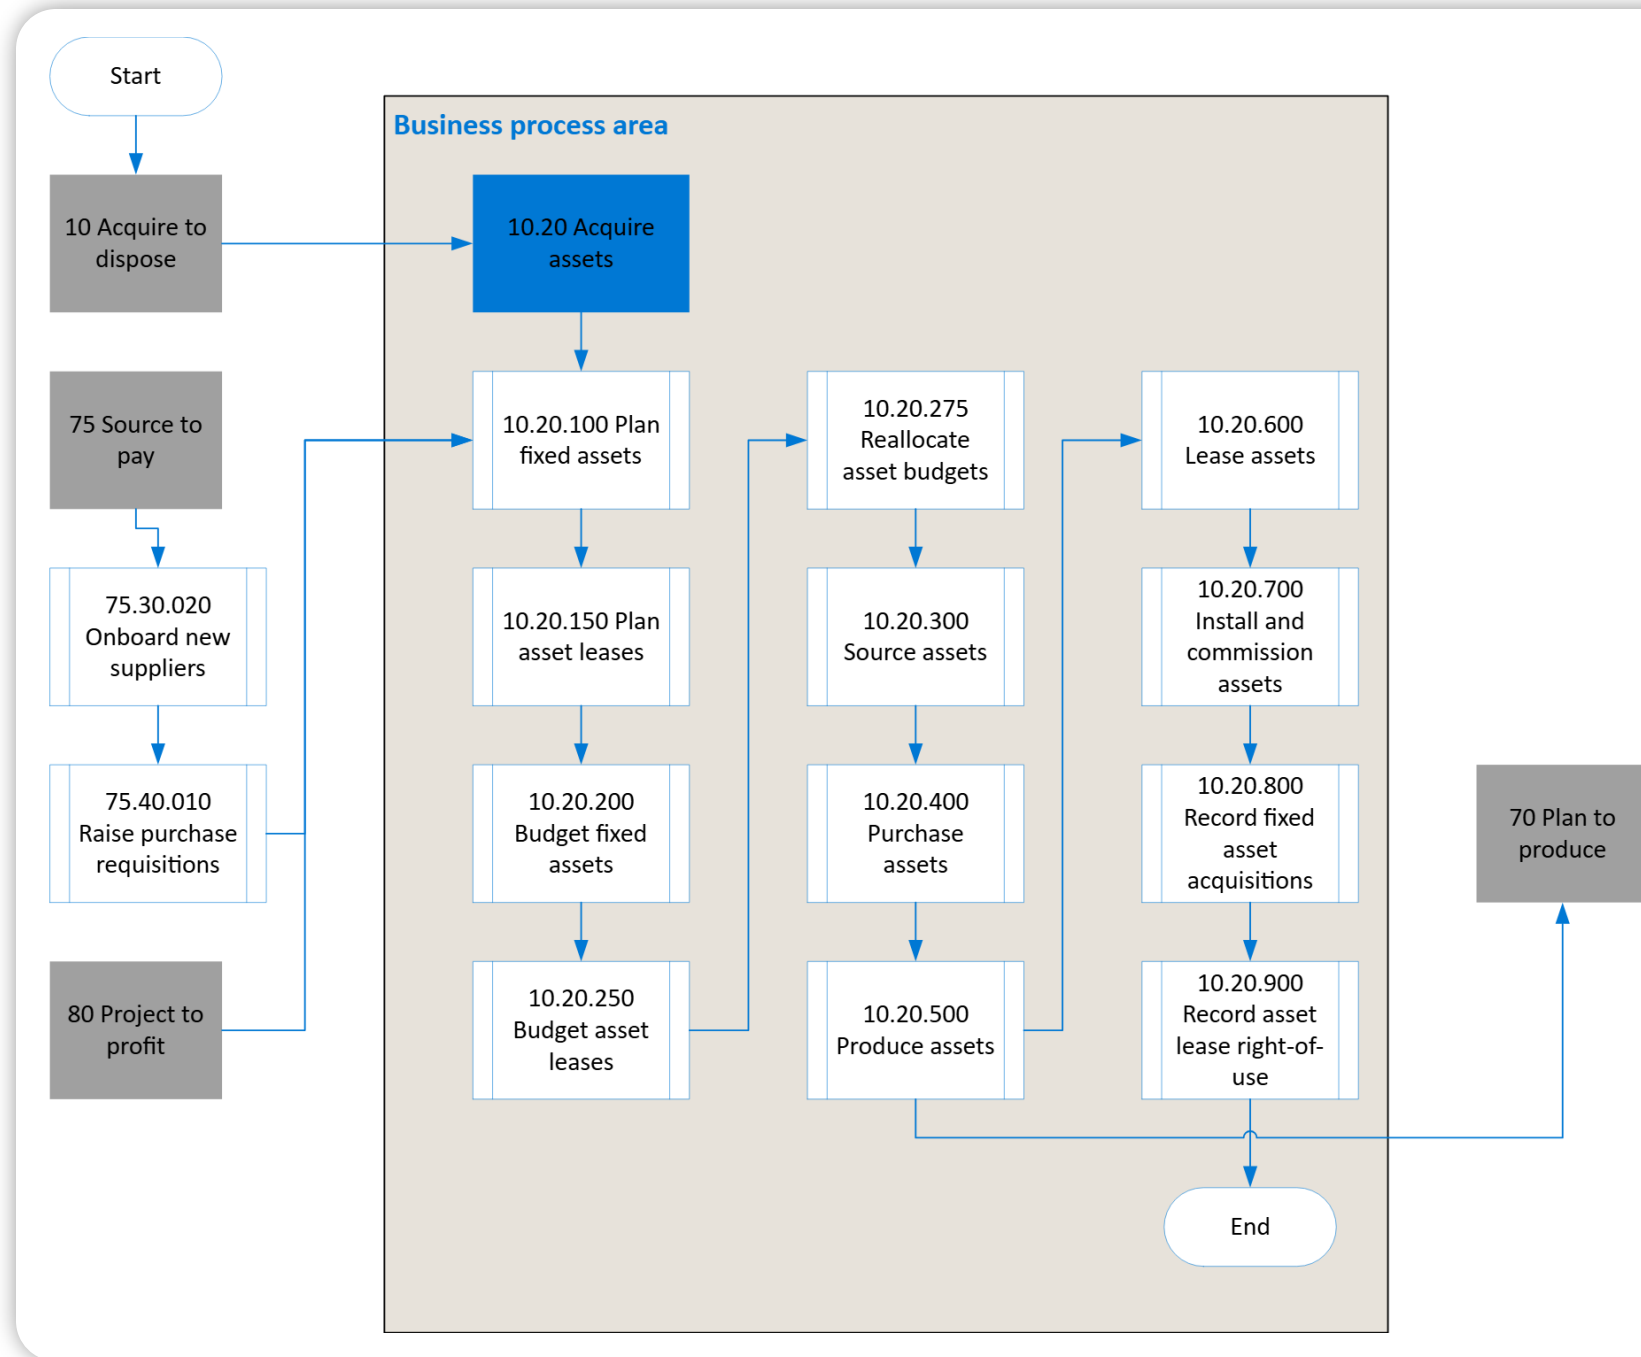 Start
Business process area
10 Acquire to
dispose
10.20 Acquire
assets
75 Source to
pay
10.20.100 Plan
fixed assets
10.20.275
Reallocate
asset budgets
10.20.600
Lease assets
75.30.020
Onboard new
suppliers
10.20.150 Plan
asset leases
10.20.300
Source assets
10.20.700
Install and
commission
assets
75.40.010
Raise purchase
requisitions
10.20.200
Budget fixed
assets
10.20.400
Purchase
assets
10.20.800
Record fixed
asset
acquisitions
70 Plan to
produce
80 Project to
profit
10.20.250
Budget asset
leases
10.20.500
Produce assets
10.20.900
Record asset
lease right-of-
use
End